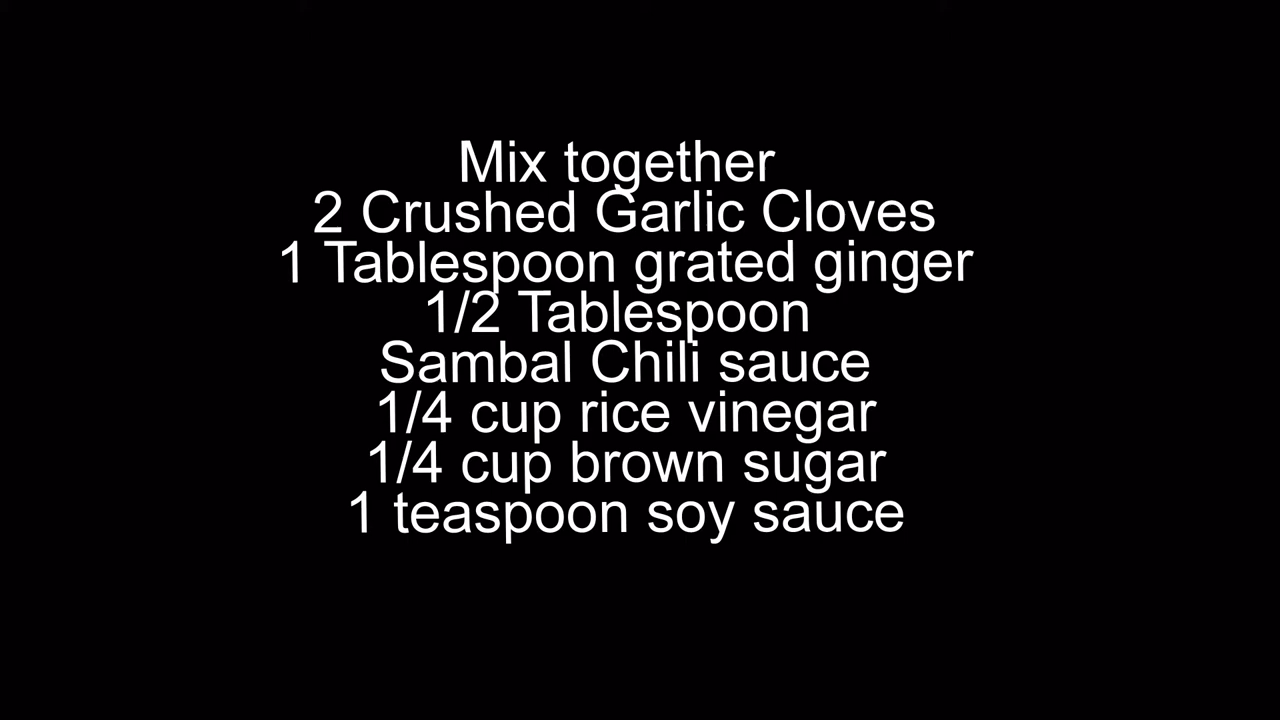 Mix together
2 Crushed Garlic Cloves
1 Tablespoon grated ginger
1/2 Tablespoon
Sambal Chili sauce
1/4 cup rice vinegar
1/4 cup brown sugar
1 teaspoon soy sauce